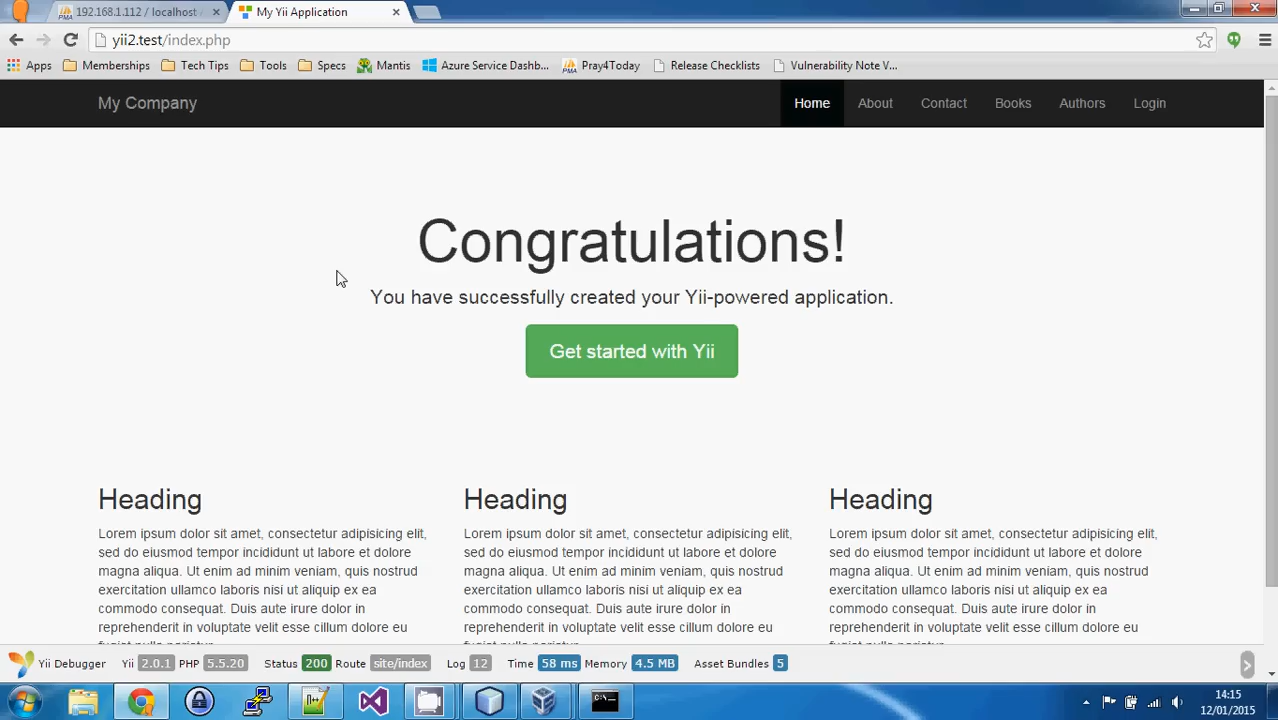 192.168.1.112 / localhost
My Yii Application
yii2.test/index.php
Apps Memberships Tech Tips Tools Specs Mantis Azure Service Dashb... Pray4Today Release Checklists Vulnerability Note V...
My Company Home About Contact Books Authors Login
Congratulations!
You have successfully created your Yii-powered application.
Get started with Yii
Heading
Lorem ipsum dolor sit amet, consectetur adipisicing elit,
sed do eiusmod tempor incididunt ut labore et dolore
magna aliqua. Ut enim ad minim veniam, quis nostrud
exercitation ullamco laboris nisi ut aliquip ex ea
commodo consequat. Duis aute irure dolor in
reprehenderit in voluptate velit esse cillum dolore eu
Heading
Lorem ipsum dolor sit amet, consectetur adipisicing elit,
sed do eiusmod tempor incididunt ut labore et dolore
magna aliqua. Ut enim ad minim veniam, quis nostrud
exercitation ullamco laboris nisi ut aliquip ex ea
commodo consequat. Duis aute irure dolor in
reprehenderit in voluptate velit esse cillum dolore eu
Heading
Lorem ipsum dolor sit amet, consectetur adipisicing elit,
sed do eiusmod tempor incididunt ut labore et dolore
magna aliqua. Ut enim ad minim veniam, quis nostrud
exercitation ullamco laboris nisi ut aliquip ex ea
commodo consequat. Duis aute irure dolor in
reprehenderit in voluptate velit esse cillum dolore eu
Yii Debugger Yii 2.0.1 PHP 5.5.20 Status 200 Route site/index Log 12 Time 58 ms Memory 4.5 MB Asset Bundles 5
14:15
12/01/2015